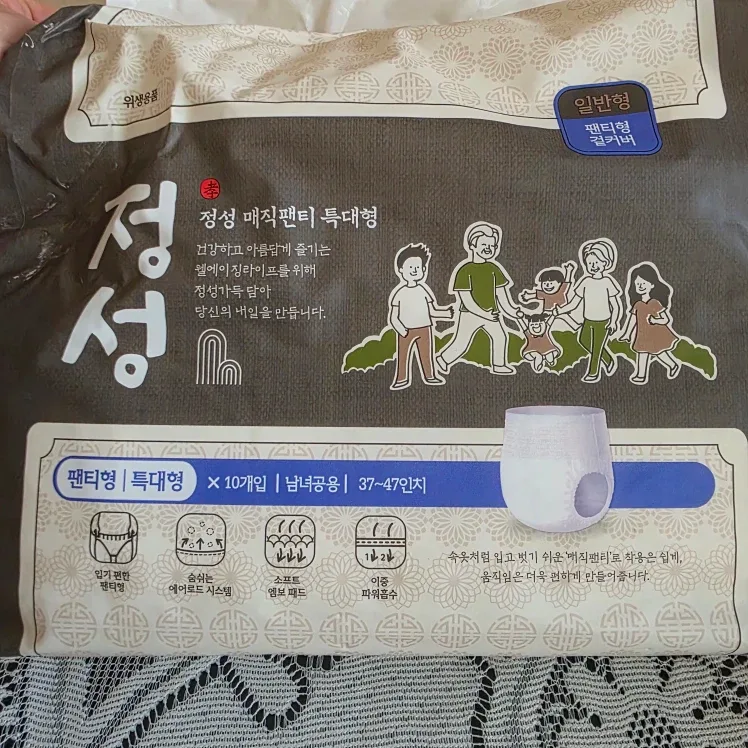 위생용품
일반형
팬티형
겉커버
정성
孝
정성 매직팬티 특대형
건강하고 아름답게 즐기는
웰에이징라이프를 위해
정성가득 담아
당신의 내일을 만듭니다.
팬티형 | 특대형 × 10개입 | 남녀공용 | 37~47인치
입기 편한
팬티형
숨쉬는
에어로드 시스템
소프트
엠보 패드
1 2
이중
파워흡수
속옷처럼 입고 벗기 쉬운 '매직팬티'로 착용은 쉽게,
움직임은 더욱 편하게 만들어줍니다.